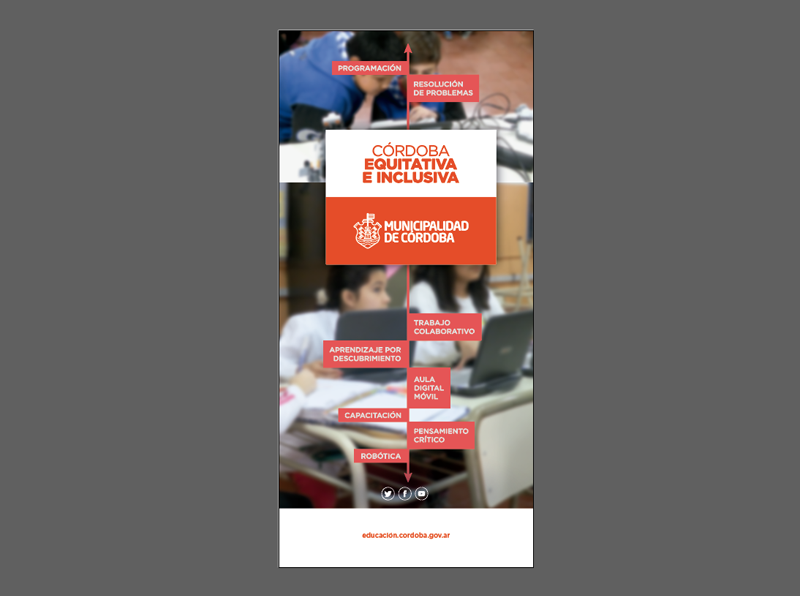 PROGRAMACIÓN
RESOLUCIÓN
DE PROBLEMAS
CÓRDOBA
EQUITATIVA
E INCLUSIVA
MUNICIPALIDAD
DE CÓRDOBA
TRABAJO
COLABORATIVO
APRENDIZAJE POR
DESCUBRIMIENTO
AULA
DIGITAL
MÓVIL
CAPACITACIÓN
PENSAMIENTO
CRÍTICO
ROBÓTICA
educación.cordoba.gov.ar